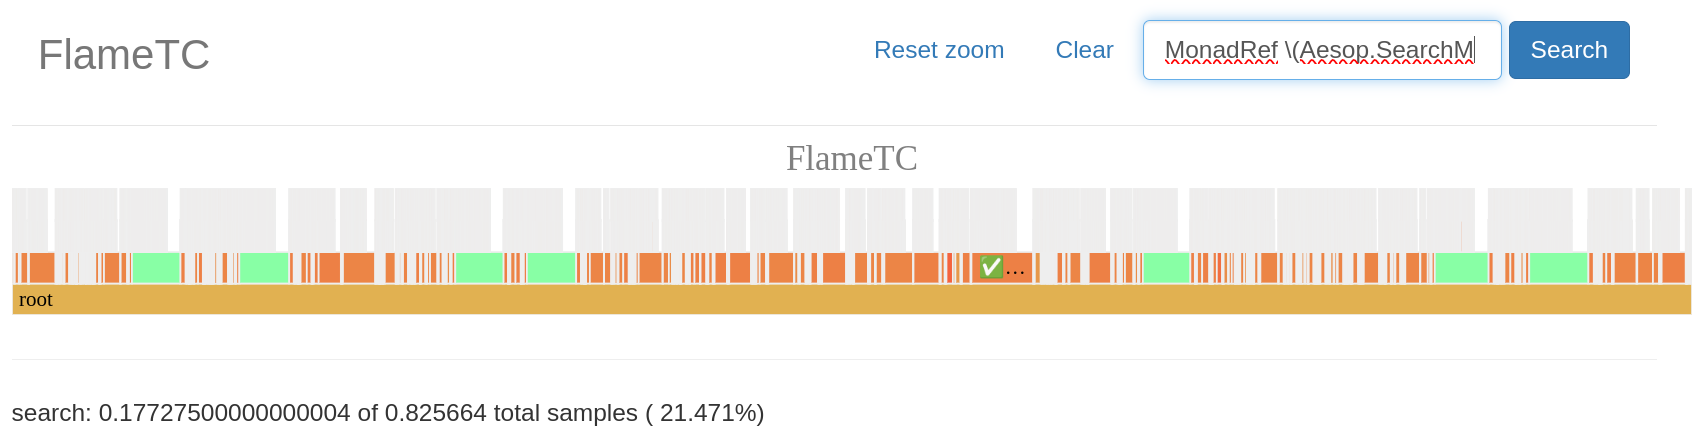 FlameTC Reset zoom Clear MonadRef \(Aesop.SearchM Search
FlameTC
✅...
root
search: 0.17727500000000004 of 0.825664 total samples ( 21.471%)